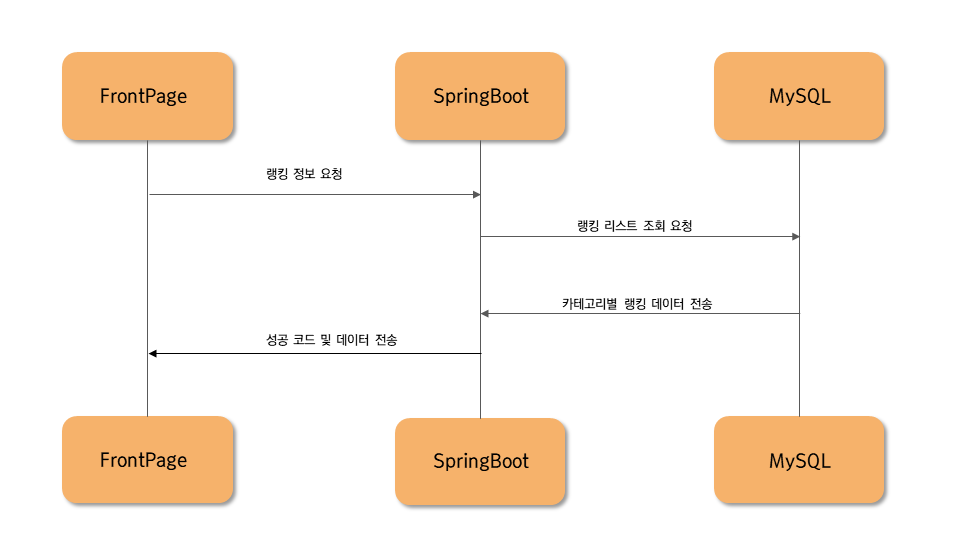 FrontPage
SpringBoot
MySQL
랭킹 정보 요청
랭킹 리스트 조회 요청
카테고리별 랭킹 데이터 전송
성공 코드 및 데이터 전송
FrontPage
SpringBoot
MySQL